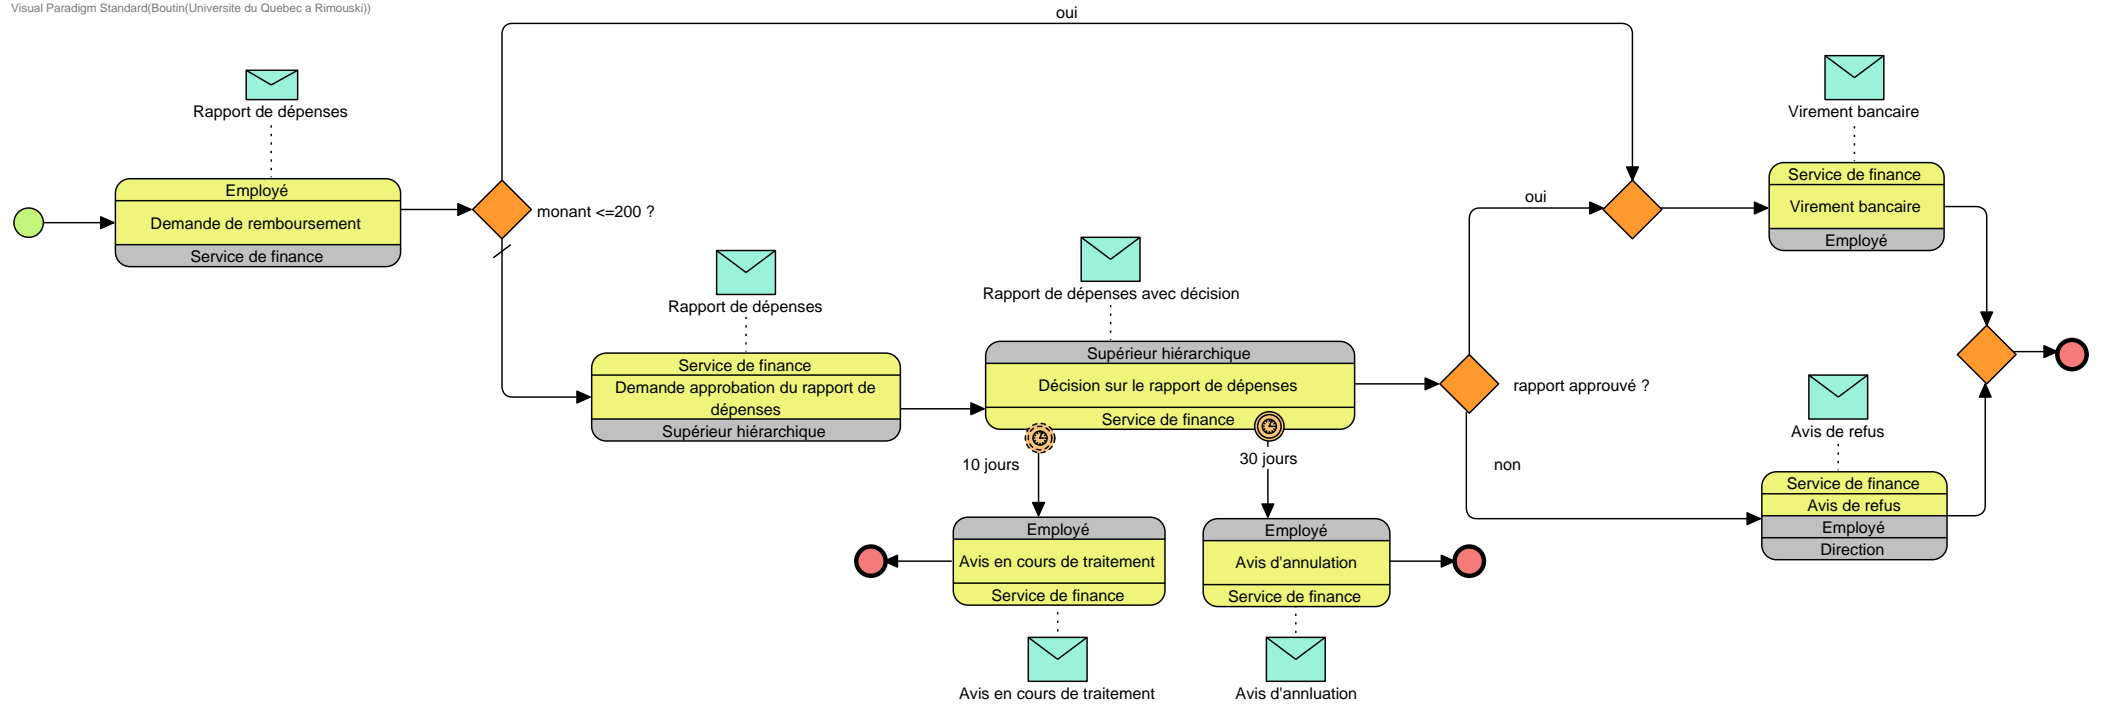 Visual Paradigm Standard(Boutin(Universite du Quebec a Rimouski))
oui
Rapport de dépenses
Employé
Demande de remboursement
Service de finance
monant <=200 ?
Rapport de dépenses
Service de finance
Demande approbation du rapport de
dépenses
Supérieur hiérarchique
Rapport de dépenses avec décision
Supérieur hiérarchique
Décision sur le rapport de dépenses
Service de finance
10 jours
30 jours
Employé
Avis en cours de traitement
Service de finance
Avis en cours de traitement
Employé
Avis d'annulation
Service de finance
Avis d'annluation
rapport approuvé ?
oui
non
Virement bancaire
Service de finance
Virement bancaire
Employé
Avis de refus
Service de finance
Avis de refus
Employé
Direction